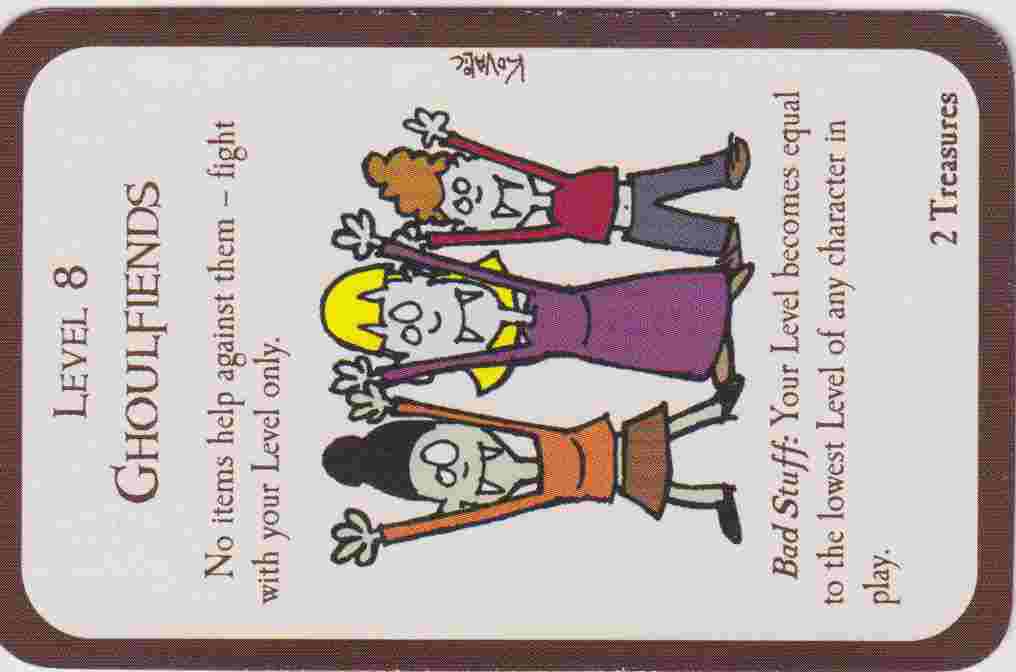 LEVEL 8
GHOULFIENDS
No items help against them – fight
with your Level only.
KOVALIC
Bad Stuff: Your Level becomes equal
to the lowest Level of any character in
play.
2 Treasures